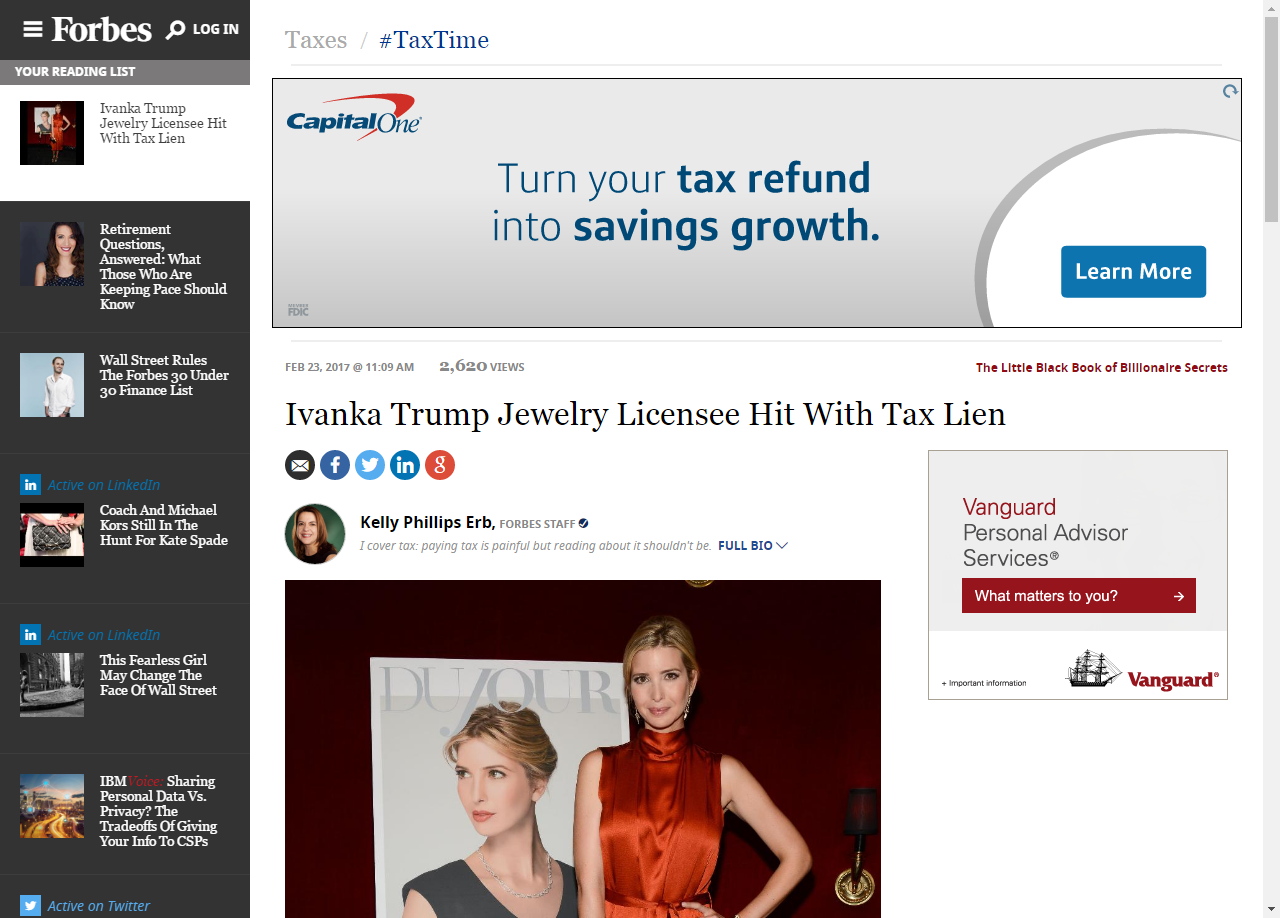 Forbes
LOG IN
YOUR READING LIST
Ivanka Trump
Jewelry Licensee Hit
With Tax Lien
Retirement
Questions,
Answered: What
Those Who Are
Keeping Pace Should
Know
Wall Street Rules
The Forbes 30 Under
30 Finance List
in Active on LinkedIn
Coach And Michael
Kors Still In The
Hunt For Kate Spade
in Active on LinkedIn
This Fearless Girl
May Change The
Face Of Wall Street
IBMVoice: Sharing
Personal Data Vs.
Privacy? The
Tradeoffs Of Giving
Your Info To CSPs
Active on Twitter
Taxes / #TaxTime
CapitalOne®
Turn your tax refund
into savings growth.
Learn More
MEMBER
FDIC
FEB 23, 2017 @ 11:09 AM 2,620 VIEWS
The Little Black Book of Billionaire Secrets
Ivanka Trump Jewelry Licensee Hit With Tax Lien
f in g
Kelly Phillips Erb, FORBES STAFF
I cover tax: paying tax is painful but reading about it shouldn't be. FULL BIO
DUJOUR
Vanguard
Personal Advisor
Services®
What matters to you?
+ Important information
Vanguard®